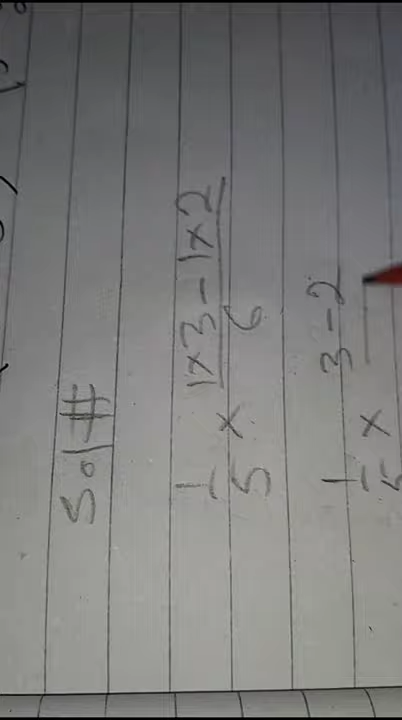 Sol#
1/5 × (1×3-1×2)/6
1/5 × 3-2